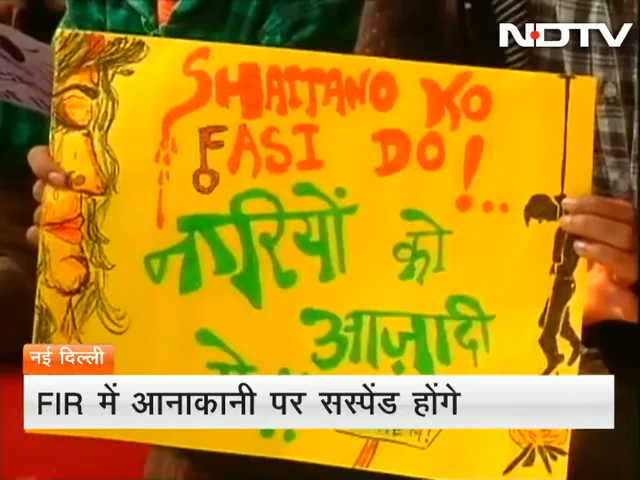 NDTV
SHAITANO KO
FASI DO!...
नारियों को
आज़ादी
नई दिल्ली
FIR में आनाकानी पर सस्पेंड होंगे